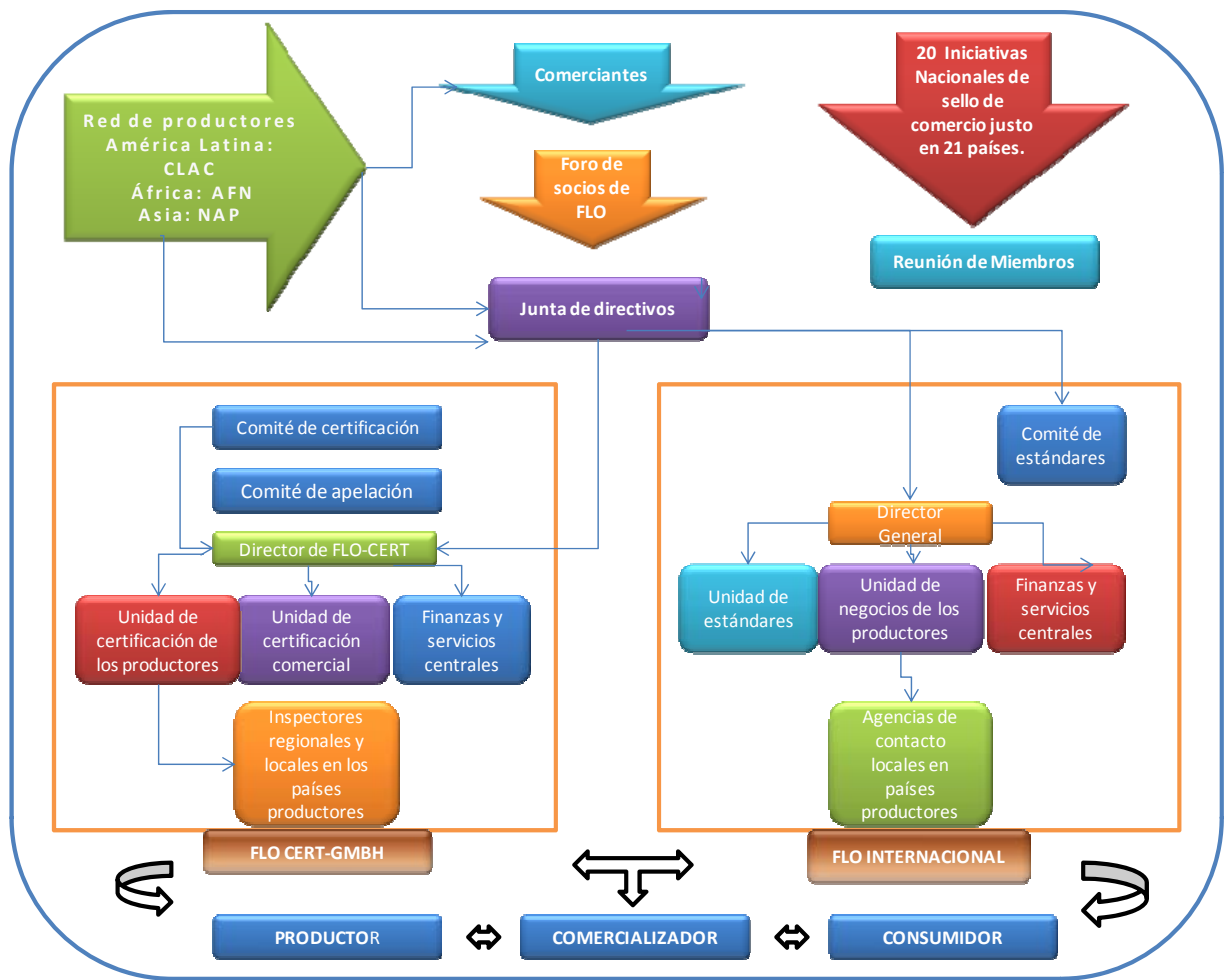 Red de productores
América Latina:
CLAC
África: AFN
Asia: NAP
Comerciantes
20 Iniciativas
Nacionales de
sello de
comercio justo
en 21 países.
Foro de
socios de
FLO
Reunión de Miembros
Junta de directivos
Comité de certificación
Comité de apelación
Director de FLO-CERT
Unidad de
certificación de
los productores
Unidad de
certificación
comercial
Finanzas y
servicios
centrales
Inspectores
regionales y
locales en los
países
productores
FLO CERT-GMBH
Comité de
estándares
Director
General
Unidad de
estándares
Unidad de
negocios de los
productores
Finanzas y
servicios
centrales
Agencias de
contacto
locales en
países
productores
FLO INTERNACIONAL
PRODUCTOR
COMERCIALIZADOR
CONSUMIDOR